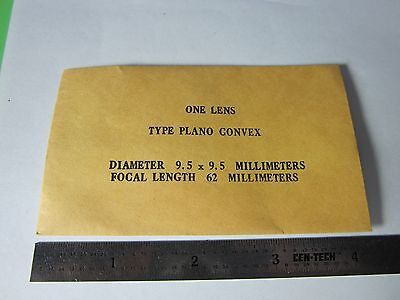 ONE LENS
TYPE PLANO CONVEX
DIAMETER 9.5 x 9.5 MILLIMETERS
FOCAL LENGTH 62 MILLIMETERS
1 2 3 CEN-TECH 4